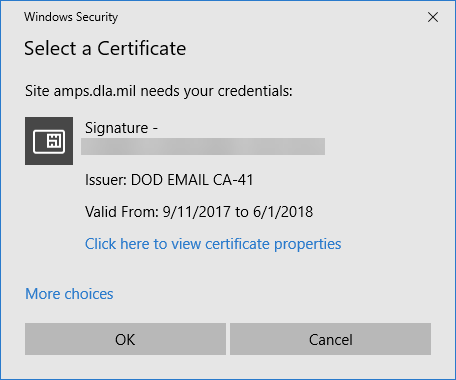 Windows Security
Select a Certificate
Site amps.dla.mil needs your credentials:
Signature -
Issuer: DOD EMAIL CA-41
Valid From: 9/11/2017 to 6/1/2018
Click here to view certificate properties
More choices
OK
Cancel